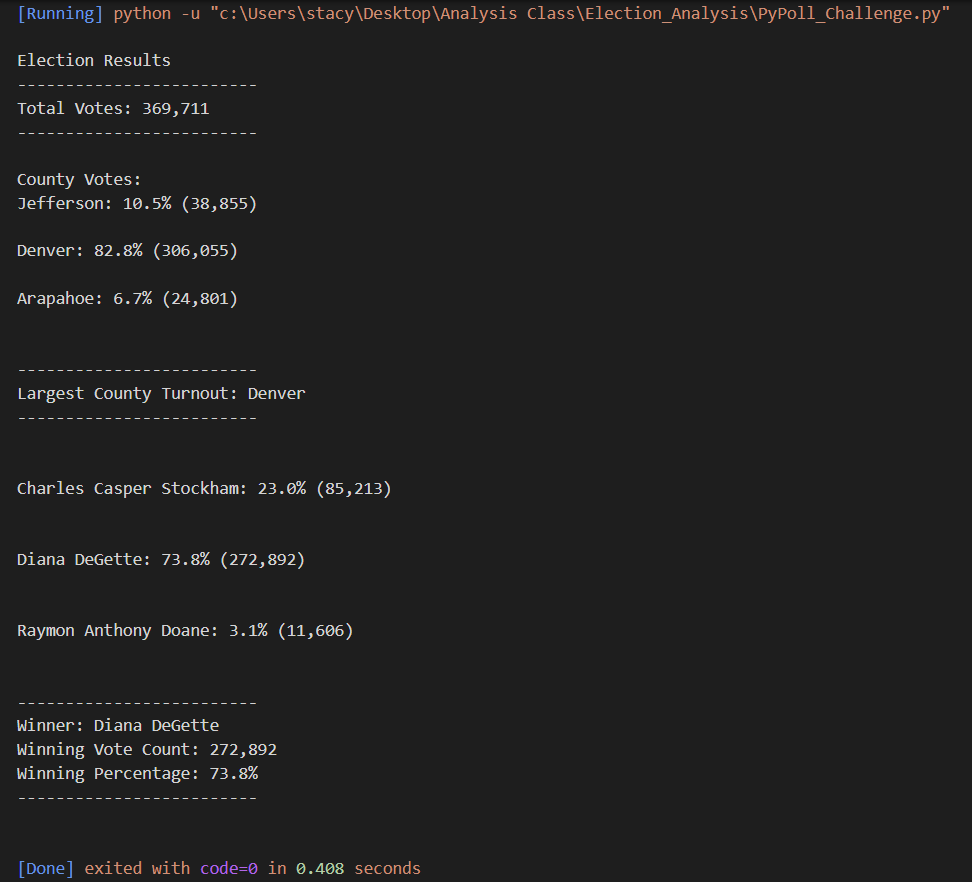 [Running] python -u "c:\Users\stacy\Desktop\Analysis Class\Election_Analysis\PyPoll_Challenge.py"
Election Results
-------------------------
Total Votes: 369,711
-------------------------
County Votes:
Jefferson: 10.5% (38,855)
Denver: 82.8% (306,055)
Arapahoe: 6.7% (24,801)
-------------------------
Largest County Turnout: Denver
-------------------------
Charles Casper Stockham: 23.0% (85,213)
Diana DeGette: 73.8% (272,892)
Raymon Anthony Doane: 3.1% (11,606)
-------------------------
Winner: Diana DeGette
Winning Vote Count: 272,892
Winning Percentage: 73.8%
-------------------------
[Done] exited with code=0 in 0.408 seconds